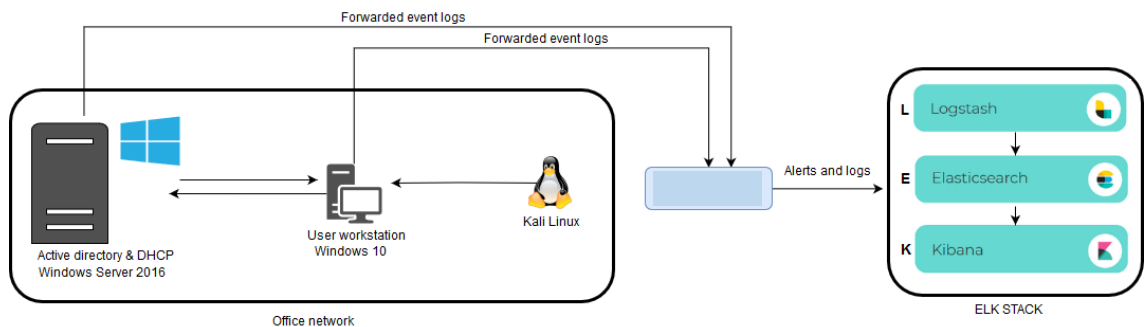 Forwarded event logs
Forwarded event logs
Active directory & DHCP
Windows Server 2016
User workstation
Windows 10
Kali Linux
Office network
Alerts and logs
L
Logstash
E
Elasticsearch
K
Kibana
ELK STACK